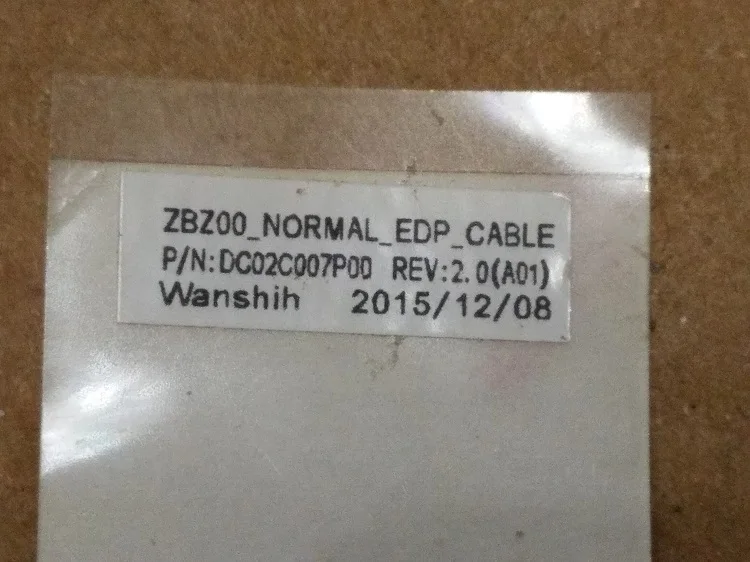 ZBZ00_NORMAL_EDP_CABLE
P/N:DC02C007P00 REV:2.0(A01)
Wanshih 2015/12/08